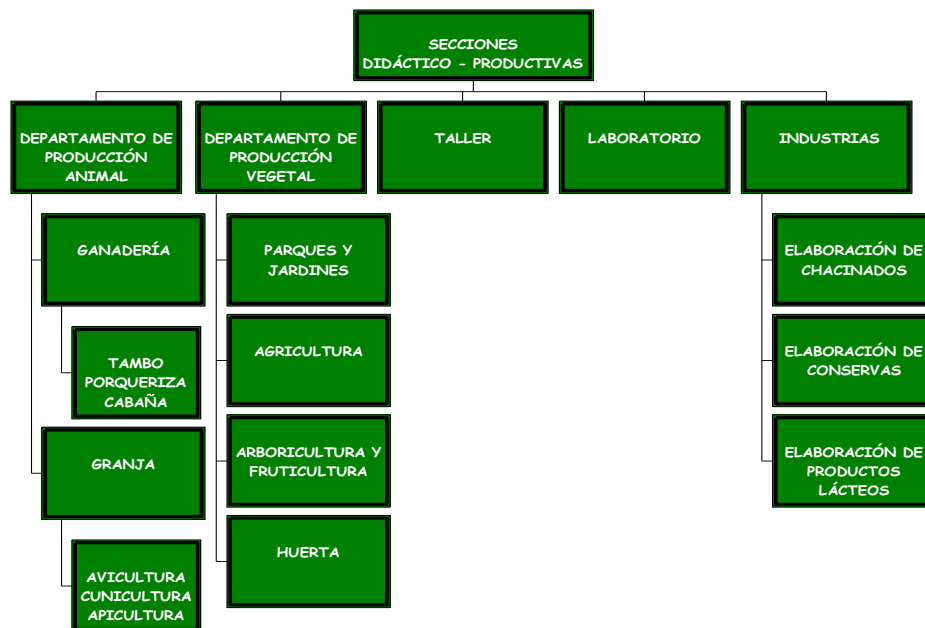 SECCIONES
DIDÁCTICO - PRODUCTIVAS
DEPARTAMENTO DE
PRODUCCIÓN
ANIMAL
DEPARTAMENTO DE
PRODUCCIÓN
VEGETAL
TALLER
LABORATORIO
INDUSTRIAS
GANADERÍA
TAMBO
PORQUERIZA
CABAÑA
GRANJA
AVICULTURA
CUNICULTURA
APICULTURA
PARQUES Y
JARDINES
AGRICULTURA
ARBORICULTURA Y
FRUTICULTURA
HUERTA
ELABORACIÓN DE
CHACINADOS
ELABORACIÓN DE
CONSERVAS
ELABORACIÓN DE
PRODUCTOS
LÁCTEOS